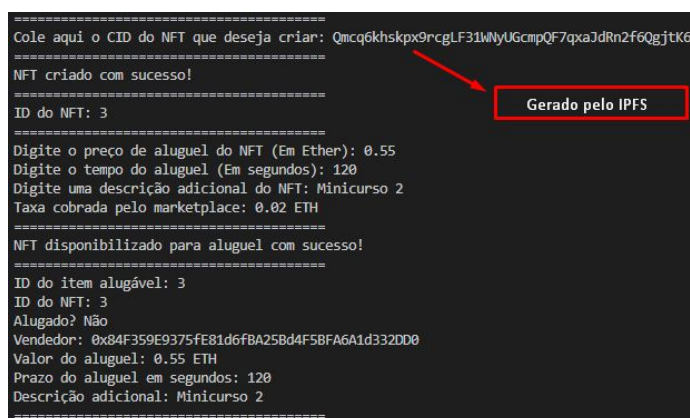 =======================================
Cole aqui o CID do NFT que deseja criar: Qmcq6khskpx9rcgLF31WNyUGcmpQF7qxaJdRn2f6QgjtK6
=======================================
NFT criado com sucesso!
=======================================
ID do NFT: 3
Gerado pelo IPFS
=======================================
Digite o preço de aluguel do NFT (Em Ether): 0.55
Digite o tempo do aluguel (Em segundos): 120
Digite uma descrição adicional do NFT: Minicurso 2
Taxa cobrada pelo marketplace: 0.02 ETH
=======================================
NFT disponibilizado para aluguel com sucesso!
=======================================
ID do item alugável: 3
ID do NFT: 3
Alugado? Não
Vendedor: 0x84F359E9375fE81d6fBA25Bd4F5BFA6A1d332DD0
Valor do aluguel: 0.55 ETH
Prazo do aluguel em segundos: 120
Descrição adicional: Minicurso 2
=======================================